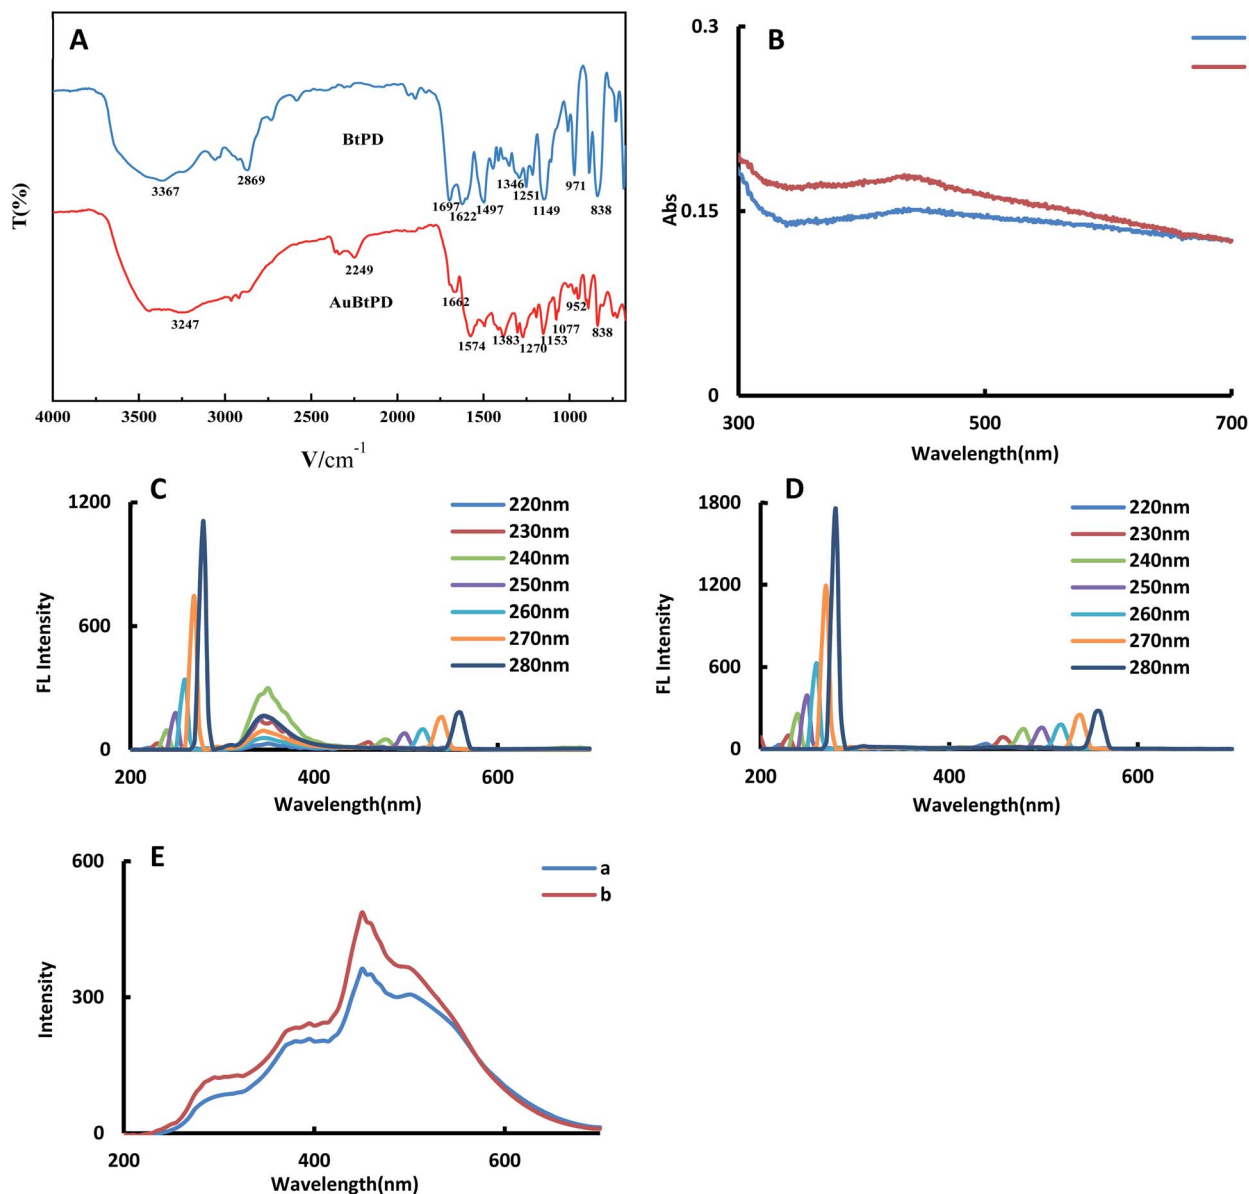 A
BtPD
3367
2869
1697
1622
1497
1346
1251
1149
971
838
T(%)
2249
AuBtPD
3247
1662
1574
1383
1270
1153
1077
952
838
4000 3500 3000 2500 2000 1500 1000
V/cm-1
B
0.3
0.15
0
Abs
300 500 700
Wavelength(nm)
C
1200
600
0
FL Intensity
220nm
230nm
240nm
250nm
260nm
270nm
280nm
200 400 600
Wavelength(nm)
D
1800
1200
600
0
FL Intensity
220nm
230nm
240nm
250nm
260nm
270nm
280nm
200 400 600
Wavelength(nm)
E
600
300
0
Intensity
a
b
200 400 600
Wavelength(nm)